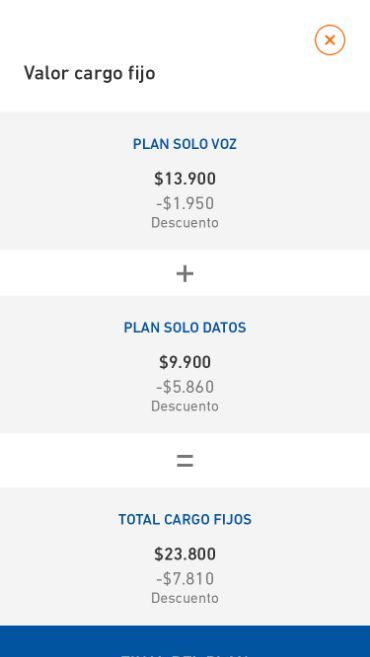 Valor cargo fijo
PLAN SOLO VOZ
$13.900
-$1.950
Descuento
+
PLAN SOLO DATOS
$9.900
-$5.860
Descuento
=
TOTAL CARGO FIJOS
$23.800
-$7.810
Descuento